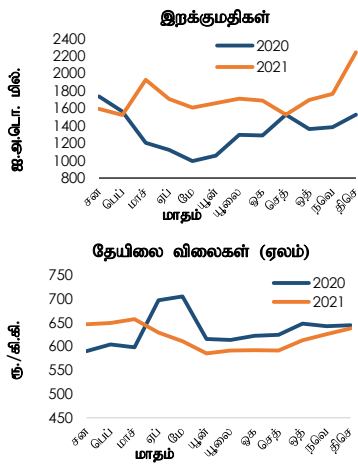 இறக்குமதிகள்
ஐ.அ.டொ. மில்.
2400
2200
2000
1800
1600
1400
1200
1000
800
2020
2021
சன
பெப்
மாச்
ஏப்
மே
யூன்
யூலை
ஒக
செத்
ஒத்
நவெ
திசெ
மாதம்
தேயிலை விலைகள் (ஏலம்)
ரூ./கி.கி.
750
700
650
600
550
500
450
2020
2021
சன
பெப்
மாச்
ஏப்
மே
யூன்
யூலை
ஒக
செத்
ஒத்
நவெ
திசெ
மாதம்